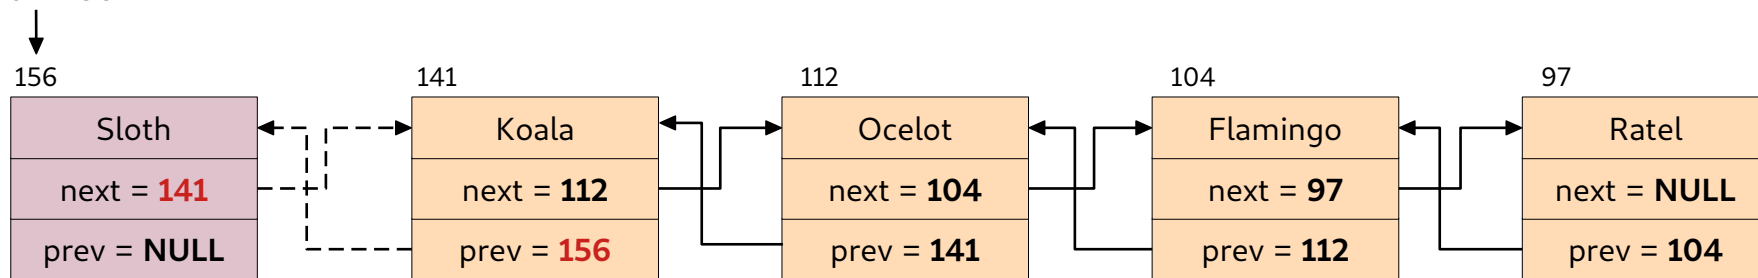 156 141 112 104 97
Sloth Koala Ocelot Flamingo Ratel
next = 141 next = 112 next = 104 next = 97 next = NULL
prev = NULL prev = 156 prev = 141 prev = 112 prev = 104